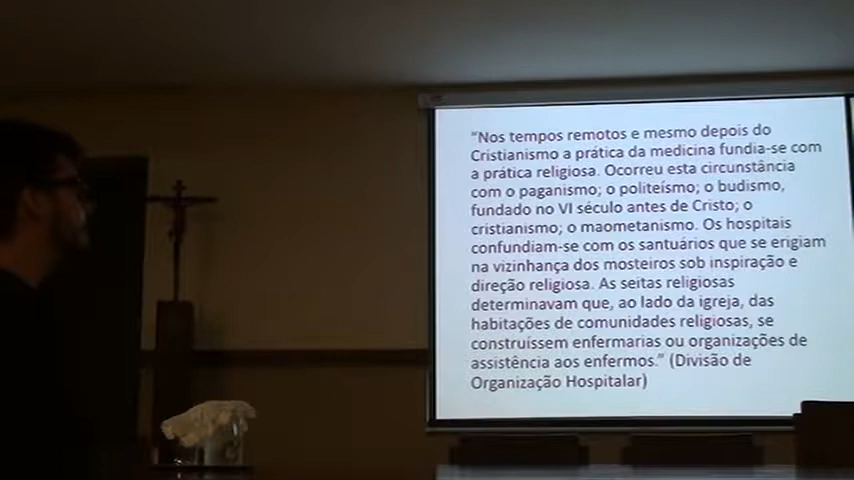 “Nos tempos remotos e mesmo depois do
Cristianismo a prática da medicina fundia-se com
a prática religiosa. Ocorreu esta circunstância
com o paganismo; o politeísmo; o budismo,
fundado no VI século antes de Cristo; o
cristianismo; o maometanismo. Os hospitais
confundiam-se com os santuários que se erigiam
na vizinhança dos mosteiros sob inspiração e
direção religiosa. As seitas religiosas
determinavam que, ao lado da igreja, das
habitações de comunidades religiosas, se
construíssem enfermarias ou organizações de
assistência aos enfermos.” (Divisão de
Organização Hospitalar)